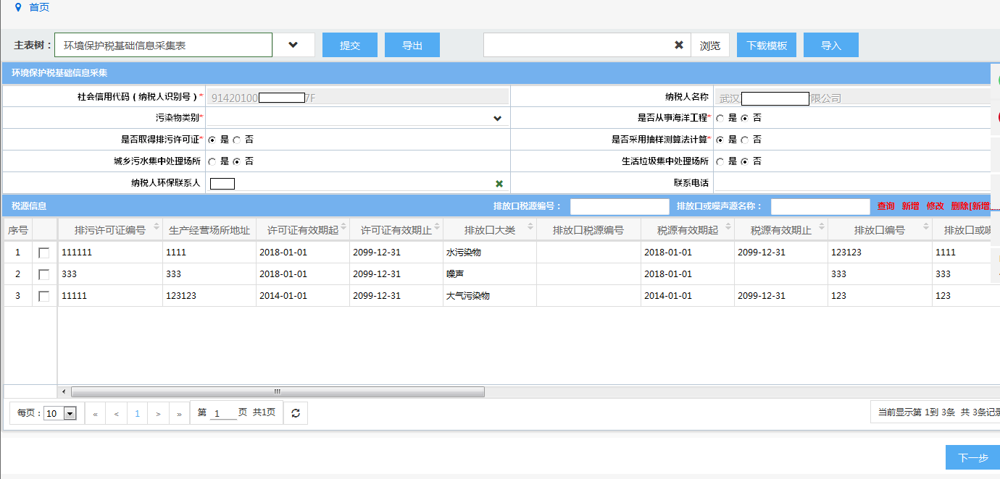 首页
主表树： 环境保护税基础信息采集表 提交 导出 浏览 下载模板 导入
环境保护税基础信息采集
社会信用代码（纳税人识别号）* 91420100 7F 纳税人名称 武汉 限公司
污染物类别* 是否从事海洋工程* 是 否
是否取得排污许可证* 是 否 是否采用抽样测算法计算* 是 否
城乡污水集中处理场所 是 否 生活垃圾集中处理场所 是 否
纳税人环保联系人 联系电话
税源信息 排放口税源编号： 排放口或噪声源名称： 查询 新增 修改 删除[新增
序号 排污许可证编号 生产经营场所地址 许可证有效期起 许可证有效期止 排放口大类 排放口税源编号 税源有效期起 税源有效期止 排放口编号 排放口或噪
1 111111 1111 2018-01-01 2099-12-31 水污染物 2018-01-01 2099-12-31 123123 1111
2 333 333 2018-01-01 2099-12-31 噪声 2018-01-01 333 333
3 11111 123123 2014-01-01 2099-12-31 大气污染物 2014-01-01 2099-12-31 123 123
每页： 10 « < 1 > » 第 1 页 共1页 当前显示第 1到 3条 共 3条记录
下一步